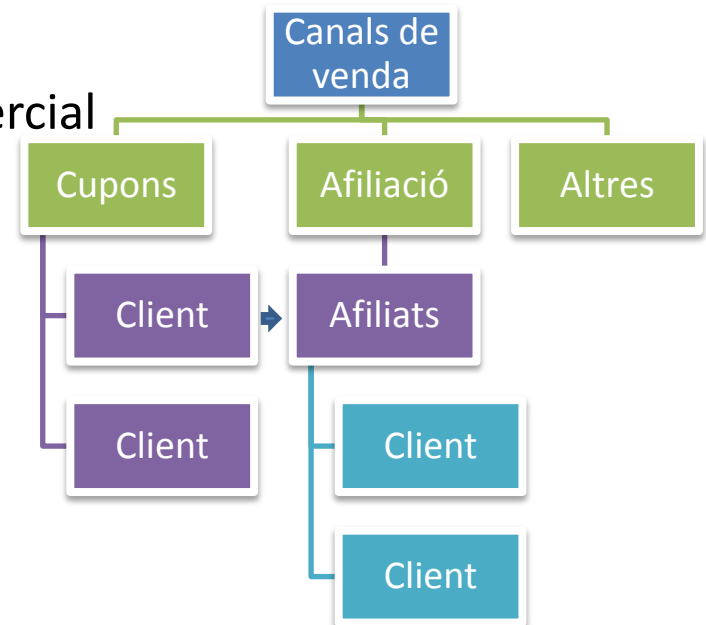 Canals de
venda
ercial
Cupons
Afiliació
Altres
Client
Afiliats
Client
Client
Client